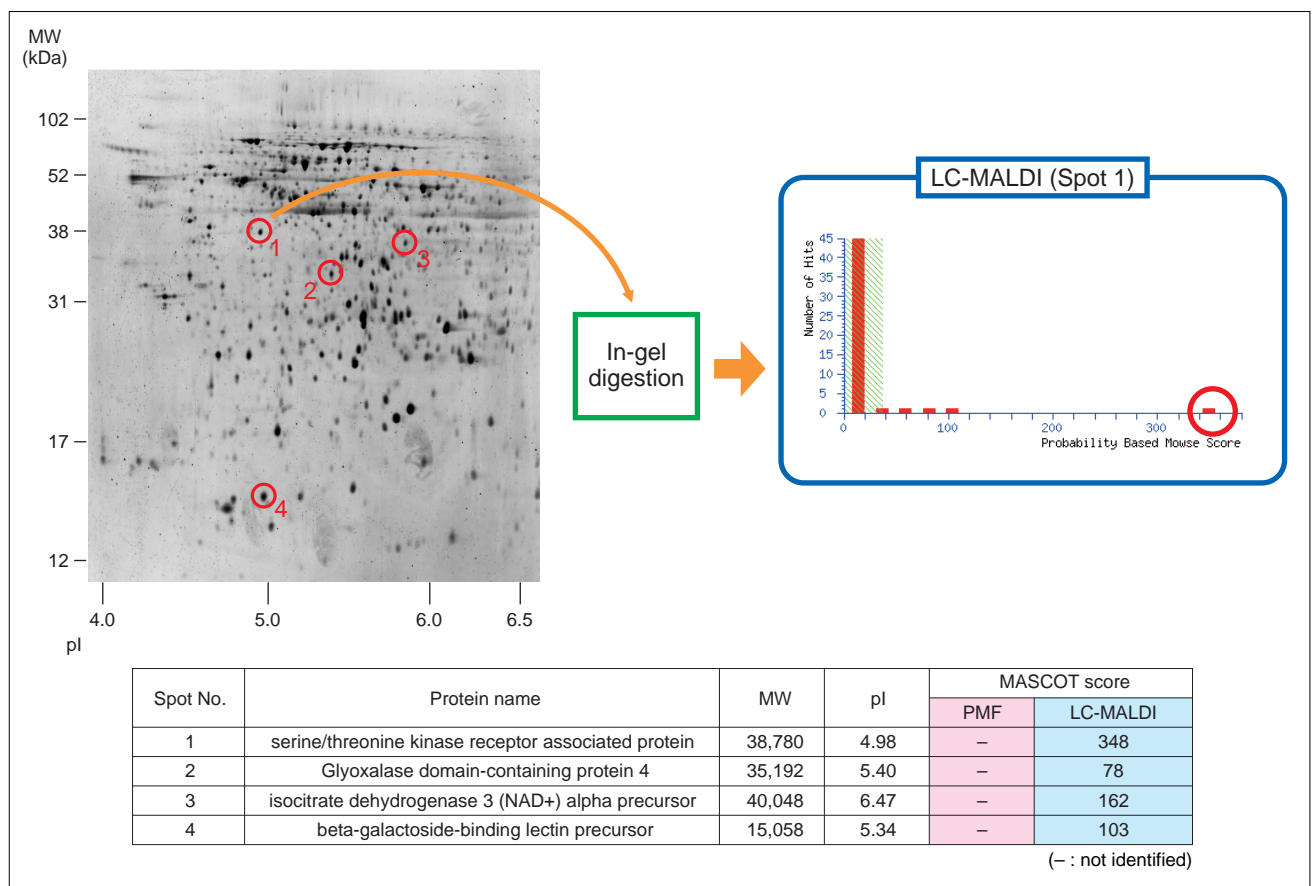 MW
(kDa)
102
52
38
31
17
12
1
2
3
4
4.0 5.0 6.0 6.5
pI
In-gel
digestion
LC-MALDI (Spot 1)
Number of Hits
45
40
35
30
25
20
15
10
5
0
0 100 200 300
Probability Based Mowse Score
Spot No. Protein name MW pI MASCOT score
PMF LC-MALDI
1 serine/threonine kinase receptor associated protein 38,780 4.98 – 348
2 Glyoxalase domain-containing protein 4 35,192 5.40 – 78
3 isocitrate dehydrogenase 3 (NAD+) alpha precursor 40,048 6.47 – 162
4 beta-galactoside-binding lectin precursor 15,058 5.34 – 103
(– : not identified)